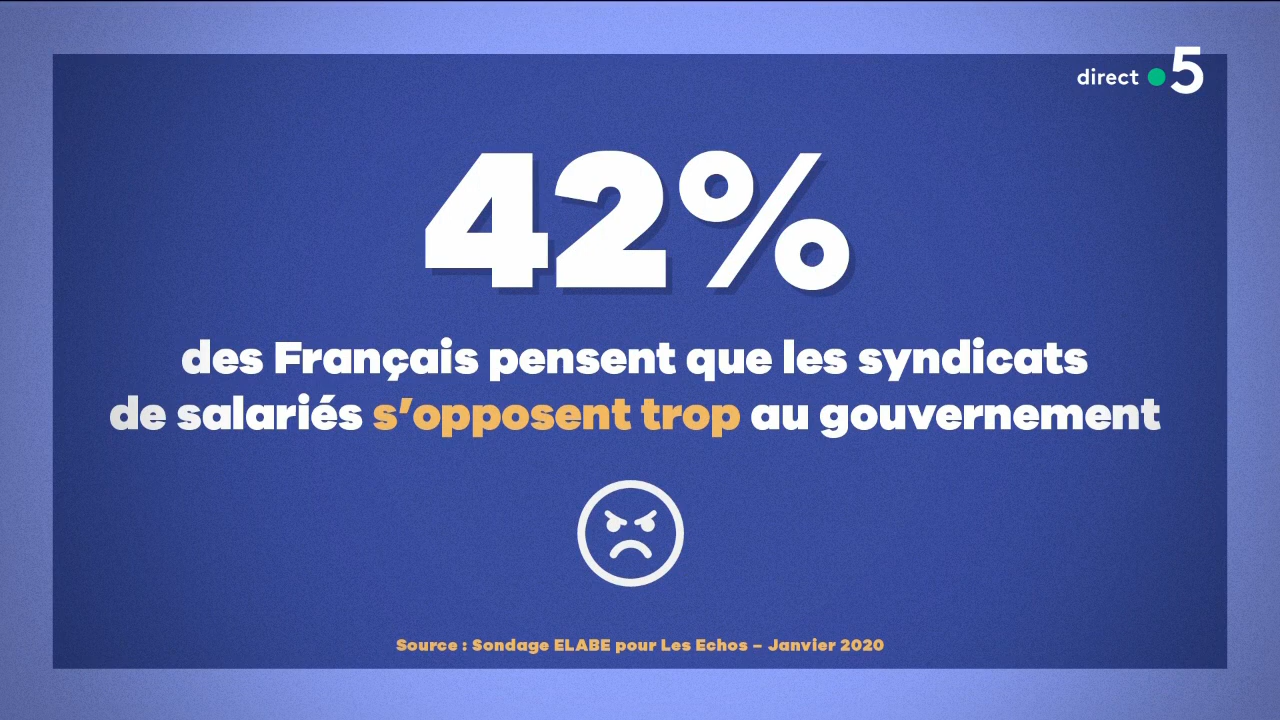 direct 5
42%
des Français pensent que les syndicats
de salariés s’opposent trop au gouvernement
Source : Sondage ELABE pour Les Echos – Janvier 2020